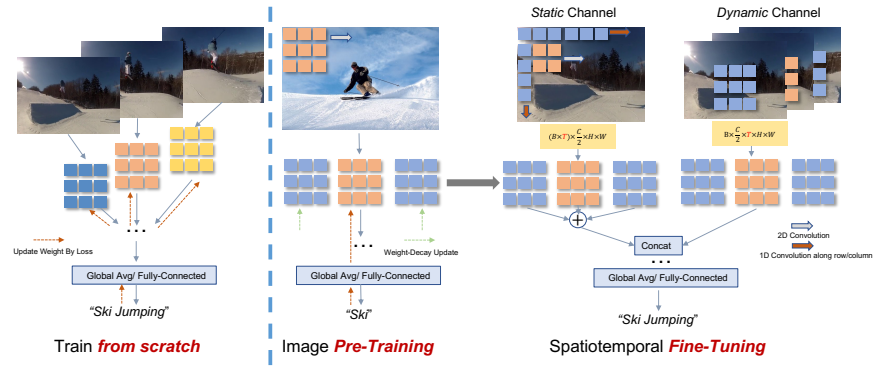 Static Channel
Dynamic Channel
(B×T)×C/2×H×W
B×C/2×T×H×W
...
Update Weight By Loss
Global Avg/ Fully-Connected
“Ski Jumping”
Train from scratch
...
Weight-Decay Update
Global Avg/ Fully-Connected
“Ski”
Image Pre-Training
+
Concat
...
Global Avg/ Fully-Connected
“Ski Jumping”
2D Convolution
1D Convolution along row/column
Spatiotemporal Fine-Tuning